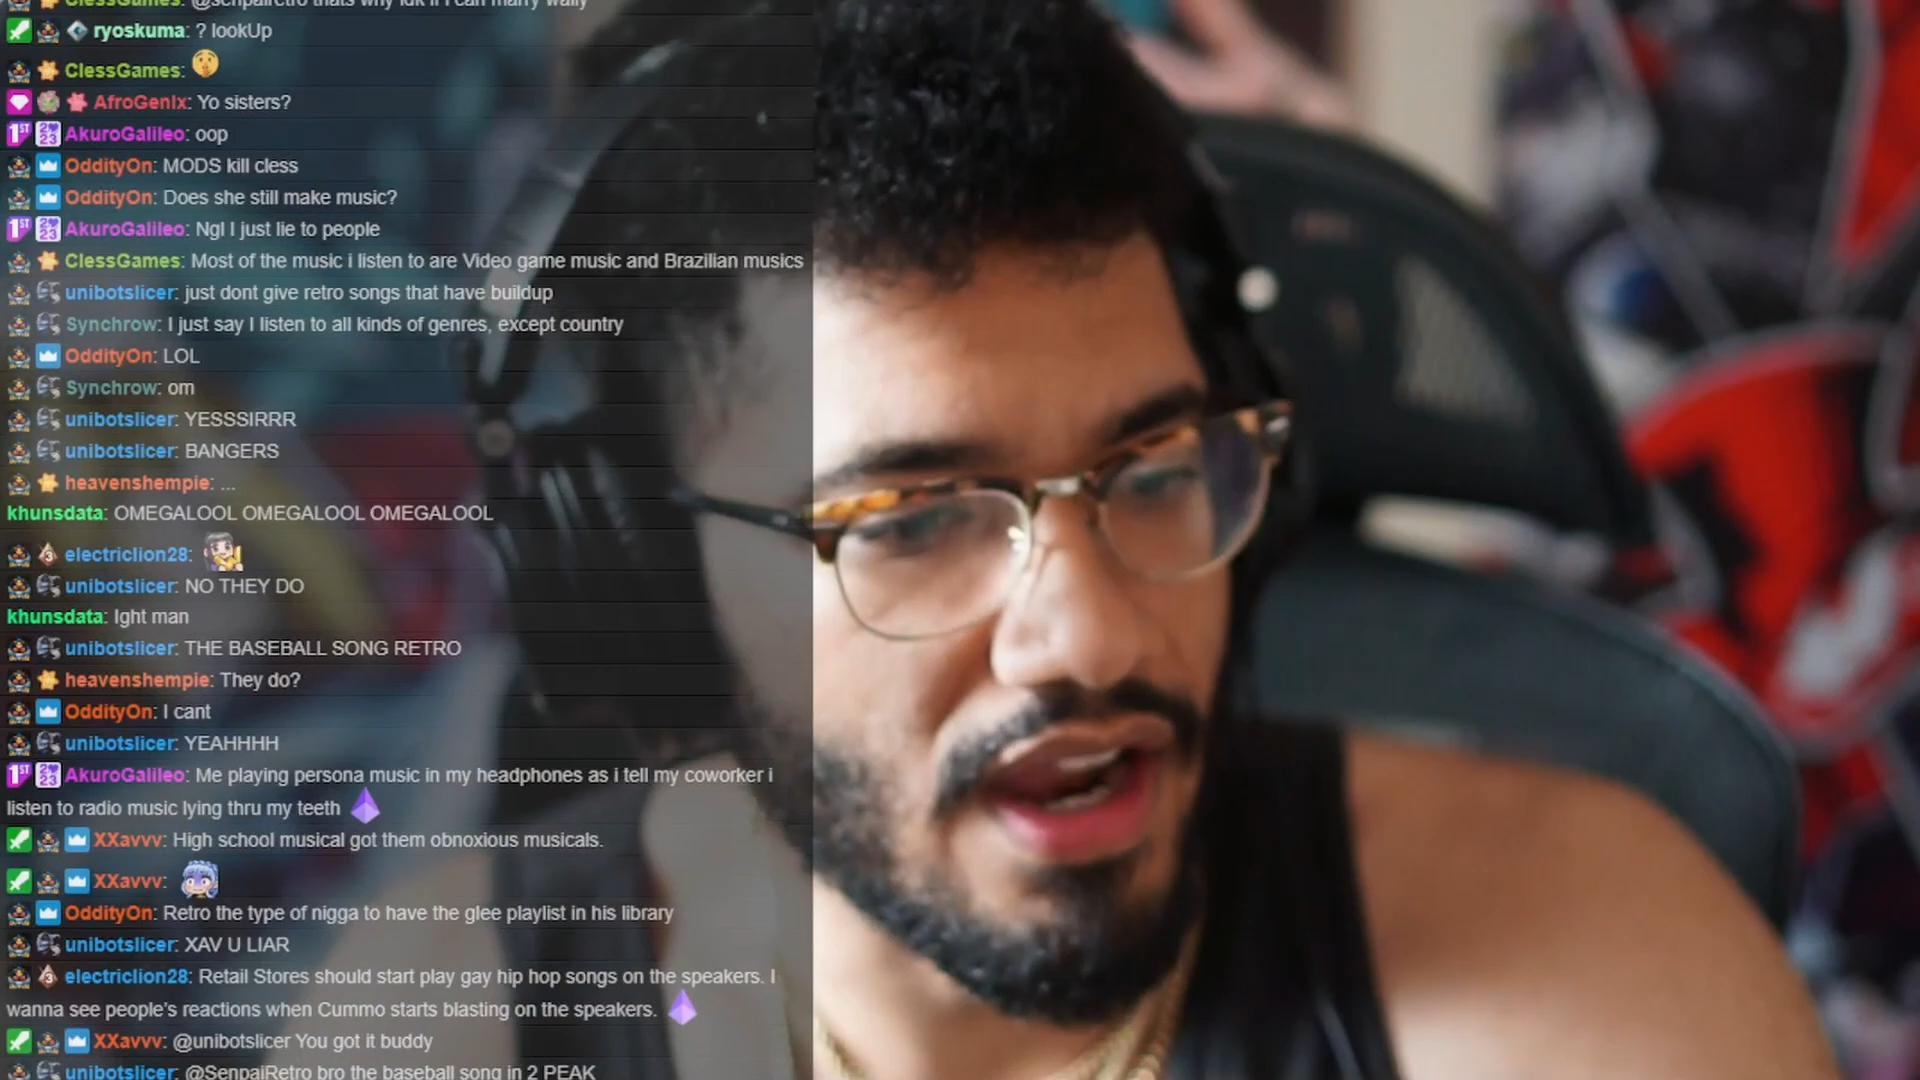 ClessGames: @senpairetro thats why idk if i can marry wally
ryoskuma: ? lookUp
ClessGames:
AfroGenIx: Yo sisters?
AkuroGalileo: oop
OddityOn: MODS kill cless
OddityOn: Does she still make music?
AkuroGalileo: Ngl I just lie to people
ClessGames: Most of the music i listen to are Video game music and Brazilian musics
unibotslicer: just dont give retro songs that have buildup
Synchrow: I just say I listen to all kinds of genres, except country
OddityOn: LOL
Synchrow: om
unibotslicer: YESSSIRRR
unibotslicer: BANGERS
heavenshempie: ...
khunsdata: OMEGALOOL OMEGALOOL OMEGALOOL
electriclion28:
unibotslicer: NO THEY DO
khunsdata: Ight man
unibotslicer: THE BASEBALL SONG RETRO
heavenshempie: They do?
OddityOn: I cant
unibotslicer: YEAHHHH
AkuroGalileo: Me playing persona music in my headphones as i tell my coworker i
listen to radio music lying thru my teeth
XXavvv: High school musical got them obnoxious musicals.
XXavvv:
OddityOn: Retro the type of nigga to have the glee playlist in his library
unibotslicer: XAV U LIAR
electriclion28: Retail Stores should start play gay hip hop songs on the speakers. I
wanna see people's reactions when Cummo starts blasting on the speakers.
XXavvv: @unibotslicer You got it buddy
unibotslicer: @SenpaiRetro bro the baseball song in 2 PEAK